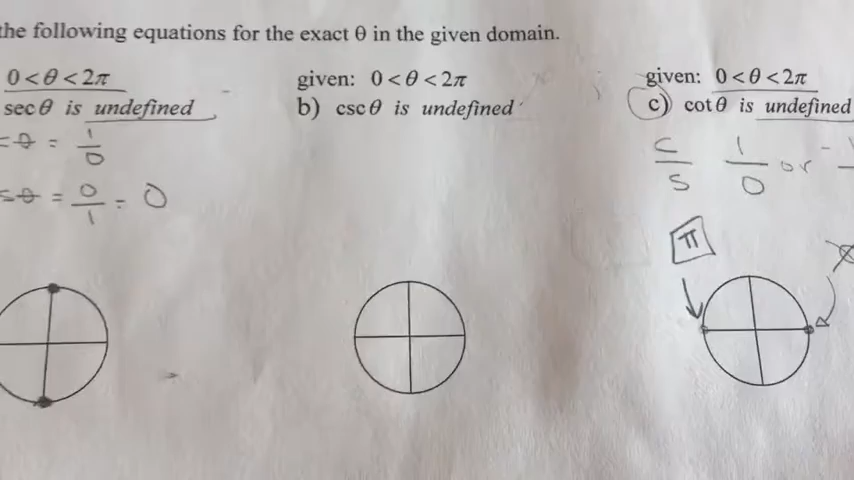 the following equations for the exact θ in the given domain.
0 < θ < 2π
sec θ is undefined
= 1/0
= 0/1 = 0
given: 0 < θ < 2π
b) csc θ is undefined
given: 0 < θ < 2π
c) cot θ is undefined
C/S 1/0 or
π